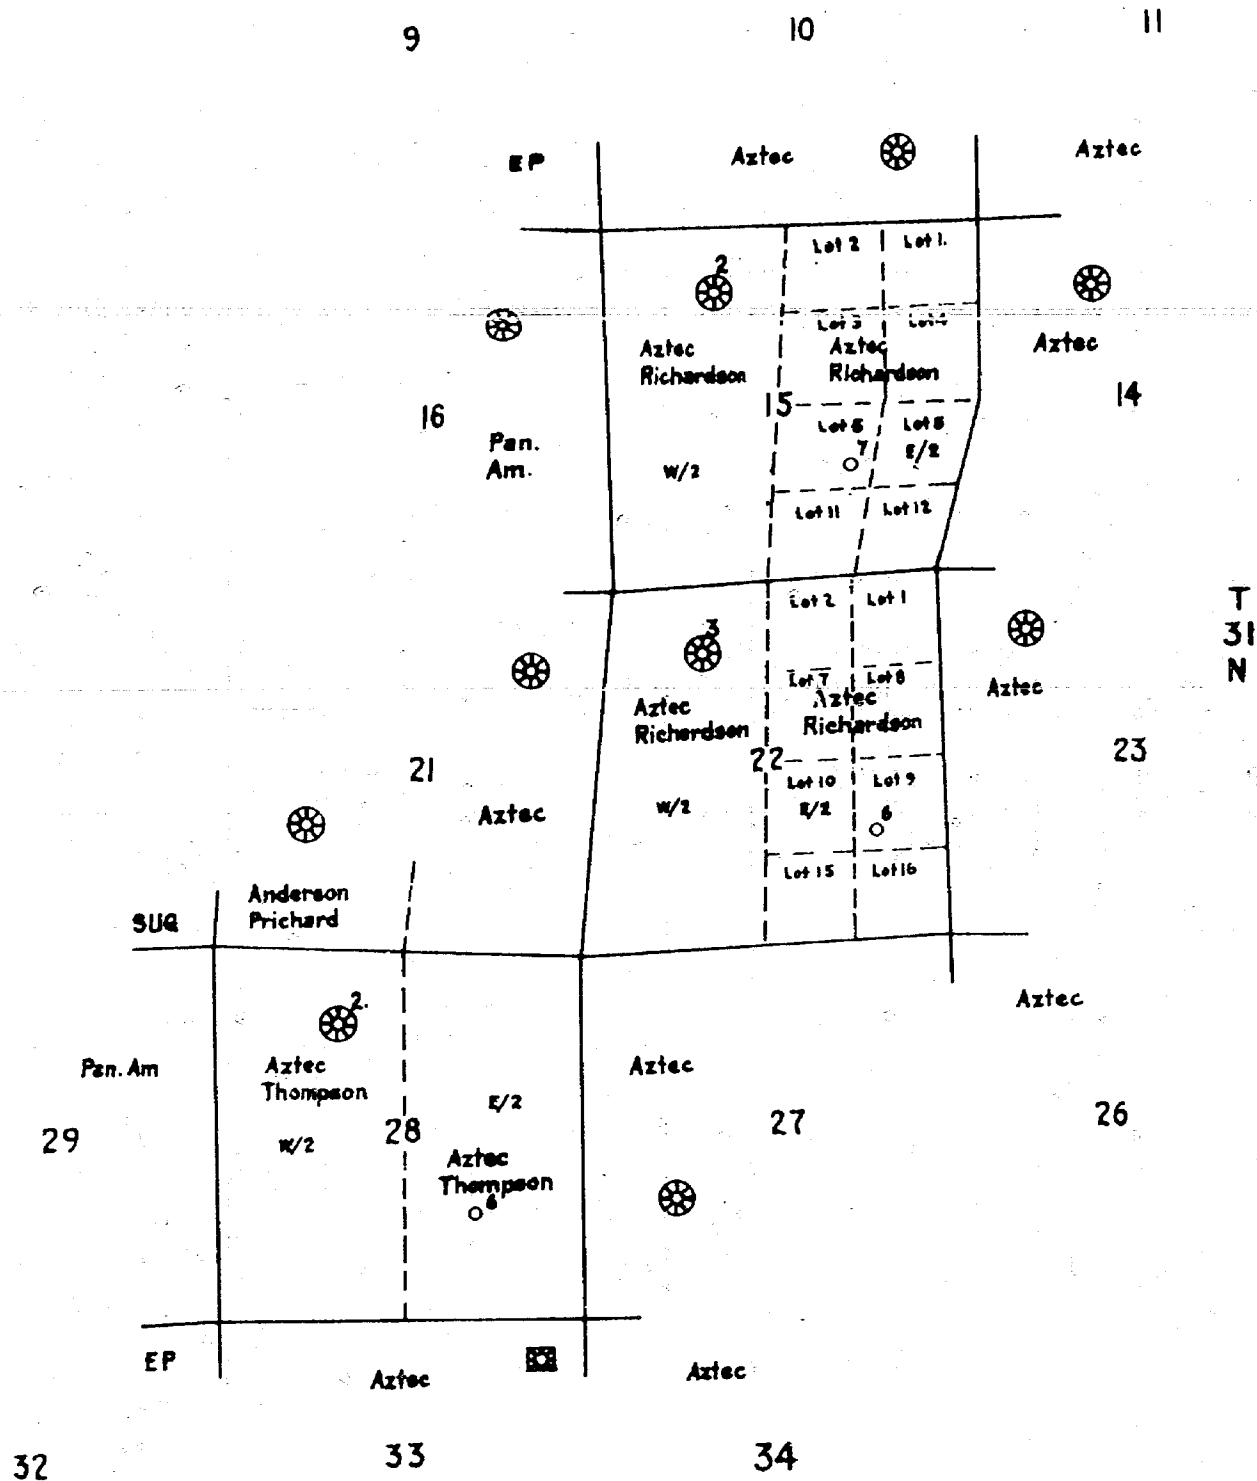 9
10
11
EP
Aztec
Aztec
Lot 2
Lot 1.
2
Lot 3
Lot 4
Aztec
Richardson
Aztec
Richardson
Aztec
15
14
16
Pan.
Am.
Lot 6
Lot 5
7
E/2
W/2
Lot 11
Lot 12
Lot 2
Lot 1
T
31
N
3
Lot 7
Lot 8
Aztec
Richardson
Aztec
Richardson
Aztec
21
22
23
Lot 10
Lot 9
E/2
W/2
6
Aztec
Lot 15
Lot 16
Anderson
Prichard
SUG
2.
Aztec
Pan. Am
Aztec
Thompson
Aztec
E/2
29
W/2
28
27
26
Aztec
Thompson
6
EP
Aztec
Aztec
32
33
34